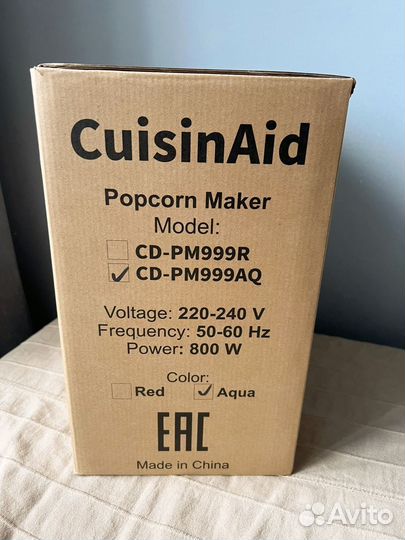 CuisinAid
Popcorn Maker
Model:
CD-PM999R
CD-PM999AQ
Voltage: 220-240 V
Frequency: 50-60 Hz
Power: 800 W
Color:
Red Aqua
EAC
Made in China
Avito